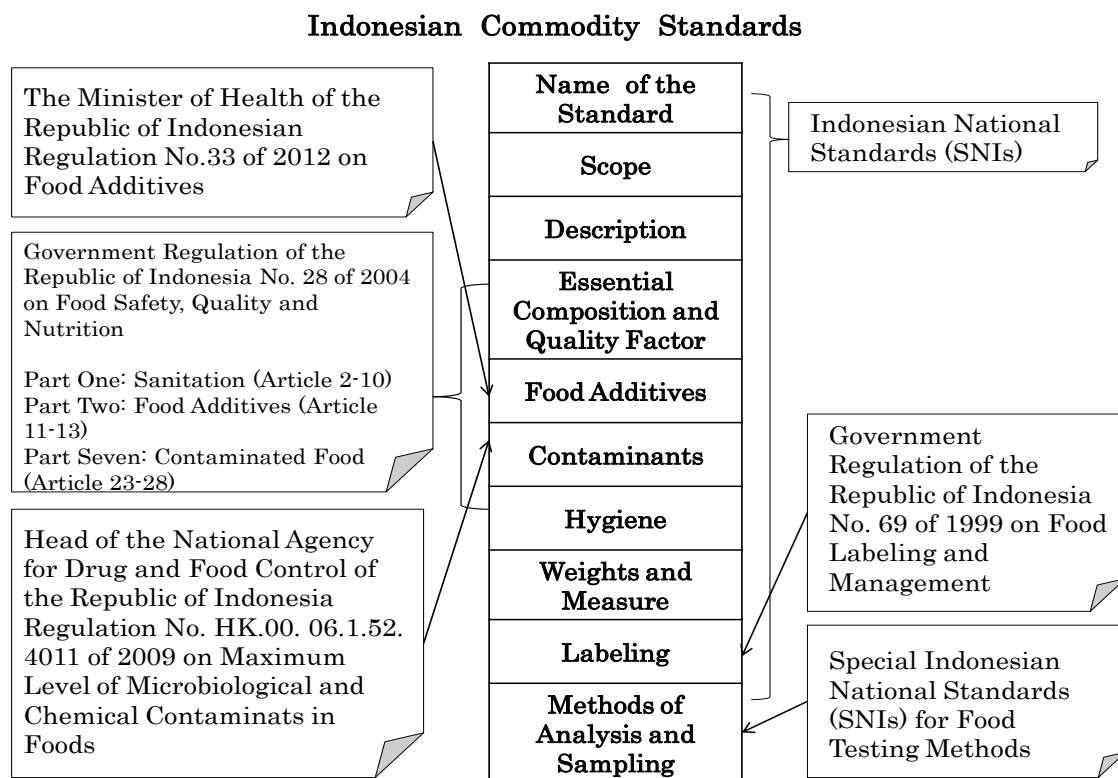 Indonesian Commodity Standards
The Minister of Health of the
Republic of Indonesian
Regulation No.33 of 2012 on
Food Additives
Government Regulation of the
Republic of Indonesia No. 28 of 2004
on Food Safety, Quality and
Nutrition
Part One: Sanitation (Article 2-10)
Part Two: Food Additives (Article
11-13)
Part Seven: Contaminated Food
(Article 23-28)
Head of the National Agency
for Drug and Food Control of
the Republic of Indonesia
Regulation No. HK.00. 06.1.52.
4011 of 2009 on Maximum
Level of Microbiological and
Chemical Contaminats in
Foods
Name of the
Standard
Scope
Description
Essential
Composition and
Quality Factor
Food Additives
Contaminants
Hygiene
Weights and
Measure
Labeling
Methods of
Analysis and
Sampling
Indonesian National
Standards (SNIs)
Government
Regulation of the
Republic of Indonesia
No. 69 of 1999 on Food
Labeling and
Management
Special Indonesian
National Standards
(SNIs) for Food
Testing Methods